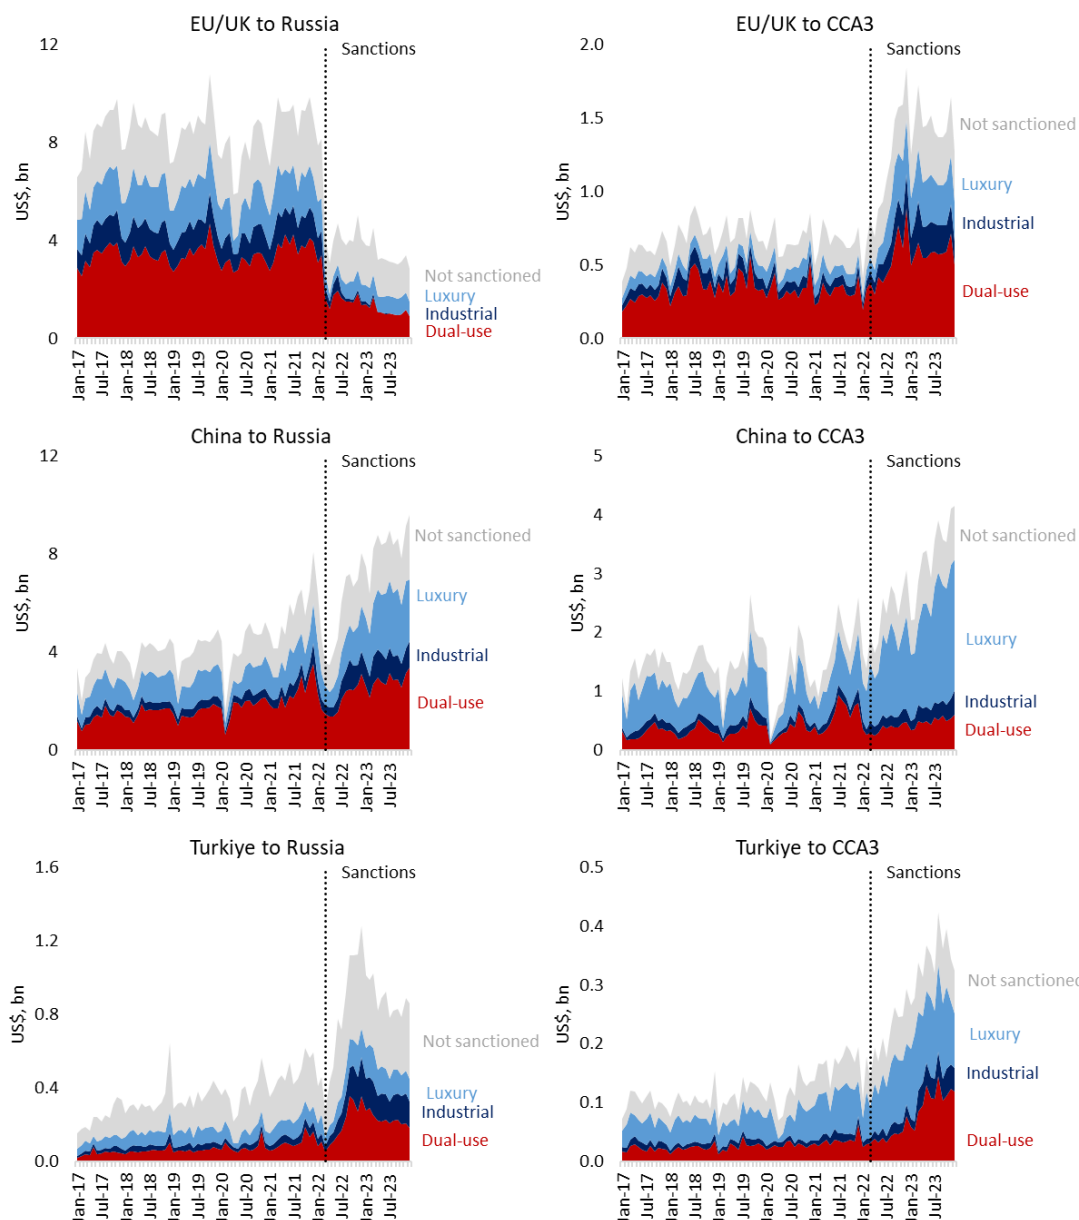 EU/UK to Russia
12
8
4
0
US$, bn
Sanctions
Not sanctioned
Luxury
Industrial
Dual-use
Jan-17
Jul-17
Jan-18
Jul-18
Jan-19
Jul-19
Jan-20
Jul-20
Jan-21
Jul-21
Jan-22
Jul-22
Jan-23
Jul-23
EU/UK to CCA3
2.0
1.5
1.0
0.5
0.0
US$, bn
Sanctions
Not sanctioned
Luxury
Industrial
Dual-use
Jan-17
Jul-17
Jan-18
Jul-18
Jan-19
Jul-19
Jan-20
Jul-20
Jan-21
Jul-21
Jan-22
Jul-22
Jan-23
Jul-23
China to Russia
12
8
4
0
US$, bn
Sanctions
Not sanctioned
Luxury
Industrial
Dual-use
Jan-17
Jul-17
Jan-18
Jul-18
Jan-19
Jul-19
Jan-20
Jul-20
Jan-21
Jul-21
Jan-22
Jul-22
Jan-23
Jul-23
China to CCA3
5
4
3
2
1
0
US$, bn
Sanctions
Not sanctioned
Luxury
Industrial
Dual-use
Jan-17
Jul-17
Jan-18
Jul-18
Jan-19
Jul-19
Jan-20
Jul-20
Jan-21
Jul-21
Jan-22
Jul-22
Jan-23
Jul-23
Turkiye to Russia
1.6
1.2
0.8
0.4
0.0
US$, bn
Sanctions
Not sanctioned
Luxury
Industrial
Dual-use
Jan-17
Jul-17
Jan-18
Jul-18
Jan-19
Jul-19
Jan-20
Jul-20
Jan-21
Jul-21
Jan-22
Jul-22
Jan-23
Jul-23
Turkiye to CCA3
0.5
0.4
0.3
0.2
0.1
0.0
US$, bn
Sanctions
Not sanctioned
Luxury
Industrial
Dual-use
Jan-17
Jul-17
Jan-18
Jul-18
Jan-19
Jul-19
Jan-20
Jul-20
Jan-21
Jul-21
Jan-22
Jul-22
Jan-23
Jul-23